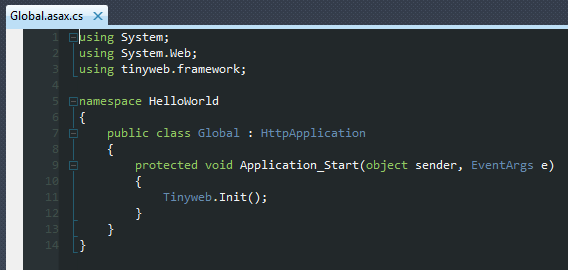 Global.asax.cs
1 using System;
2 using System.Web;
3 using tinyweb.framework;
4
5 namespace HelloWorld
6 {
7 public class Global : HttpApplication
8 {
9 protected void Application_Start(object sender, EventArgs e)
10 {
11 Tinyweb.Init();
12 }
13 }
14 }